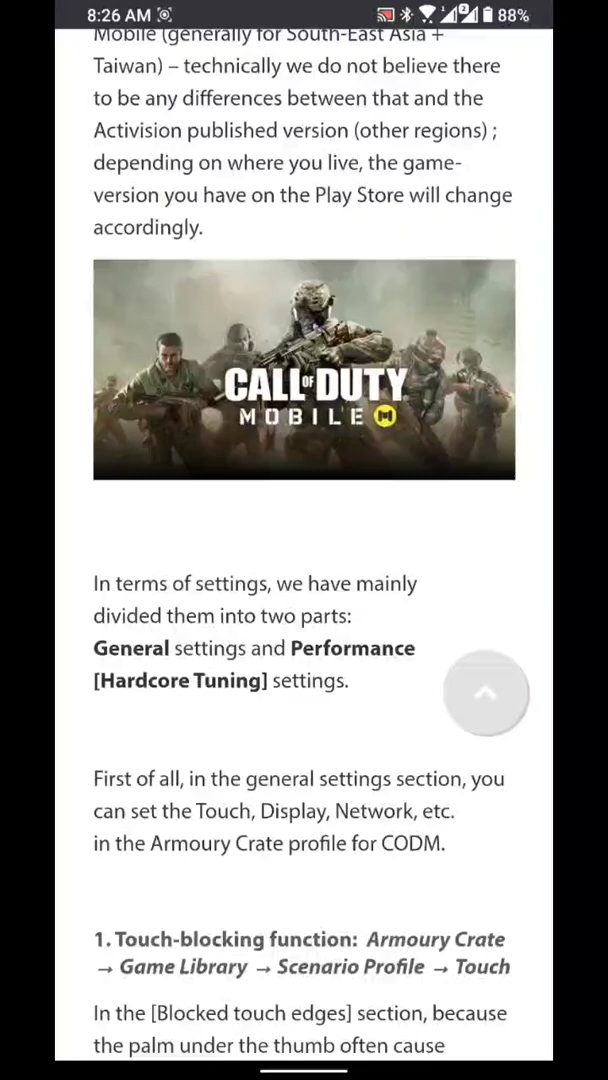 8:26 AM 88%
Mobile (generally for South-East Asia +
Taiwan) – technically we do not believe there
to be any differences between that and the
Activision published version (other regions) ;
depending on where you live, the game-
version you have on the Play Store will change
accordingly.
CALL OF DUTY
MOBILE
In terms of settings, we have mainly
divided them into two parts:
General settings and Performance
[Hardcore Tuning] settings.
First of all, in the general settings section, you
can set the Touch, Display, Network, etc.
in the Armoury Crate profile for CODM.
1. Touch-blocking function: Armoury Crate
→ Game Library → Scenario Profile → Touch
In the [Blocked touch edges] section, because
the palm under the thumb often cause